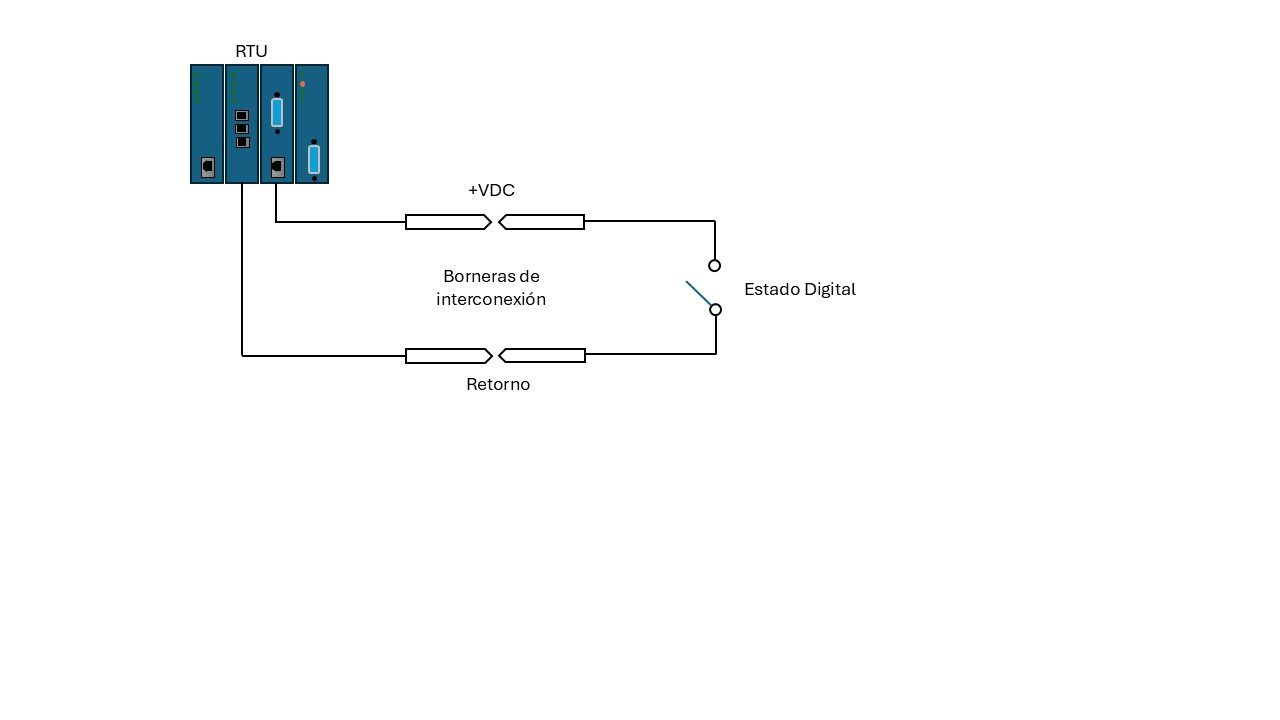 RTU
+VDC
Borneras de
interconexión
Estado Digital
Retorno